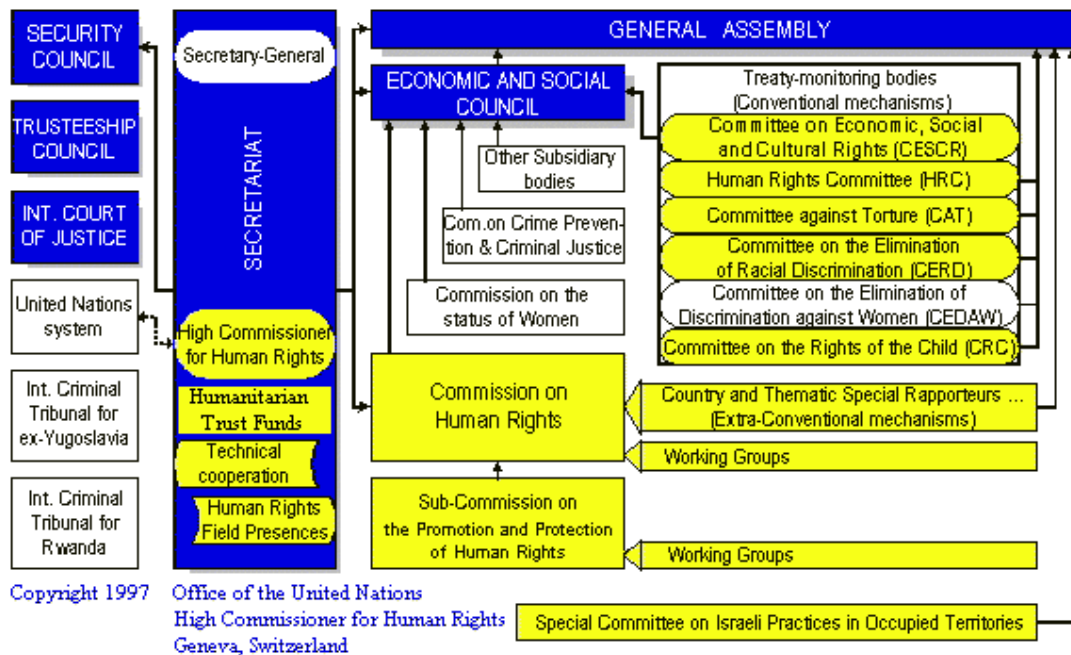 SECURITY
COUNCIL
TRUSTEESHIP
COUNCIL
INT. COURT
OF JUSTICE
United Nations
system
Int. Criminal
Tribunal for
ex-Yugoslavia
Int. Criminal
Tribunal for
Rwanda
Secretary-General
SECRETARIAT
High Commissioner
for Human Rights
Humanitarian
Trust Funds
Technical
cooperation
Human Rights
Field Presences
GENERAL ASSEMBLY
ECONOMIC AND SOCIAL
COUNCIL
Other Subsidiary
bodies
Com.on Crime Preven-
tion & Criminal Justice
Commission on the
status of Women
Commission on
Human Rights
Sub-Commission on
the Promotion and Protection
of Human Rights
Treaty-monitoring bodies
(Conventional mechanisms)
Committee on Economic, Social
and Cultural Rights (CESCR)
Human Rights Committee (HRC)
Committee against Torture (CAT)
Committee on the Elimination
of Racial Discrimination (CERD)
Committee on the Elimination of
Discrimination against Women (CEDAW)
Committee on the Rights of the Child (CRC)
Country and Thematic Special Rapporteurs ...
(Extra-Conventional mechanisms)
Working Groups
Working Groups
Special Committee on Israeli Practices in Occupied Territories
Copyright 1997 Office of the United Nations
High Commissioner for Human Rights
Geneva, Switzerland